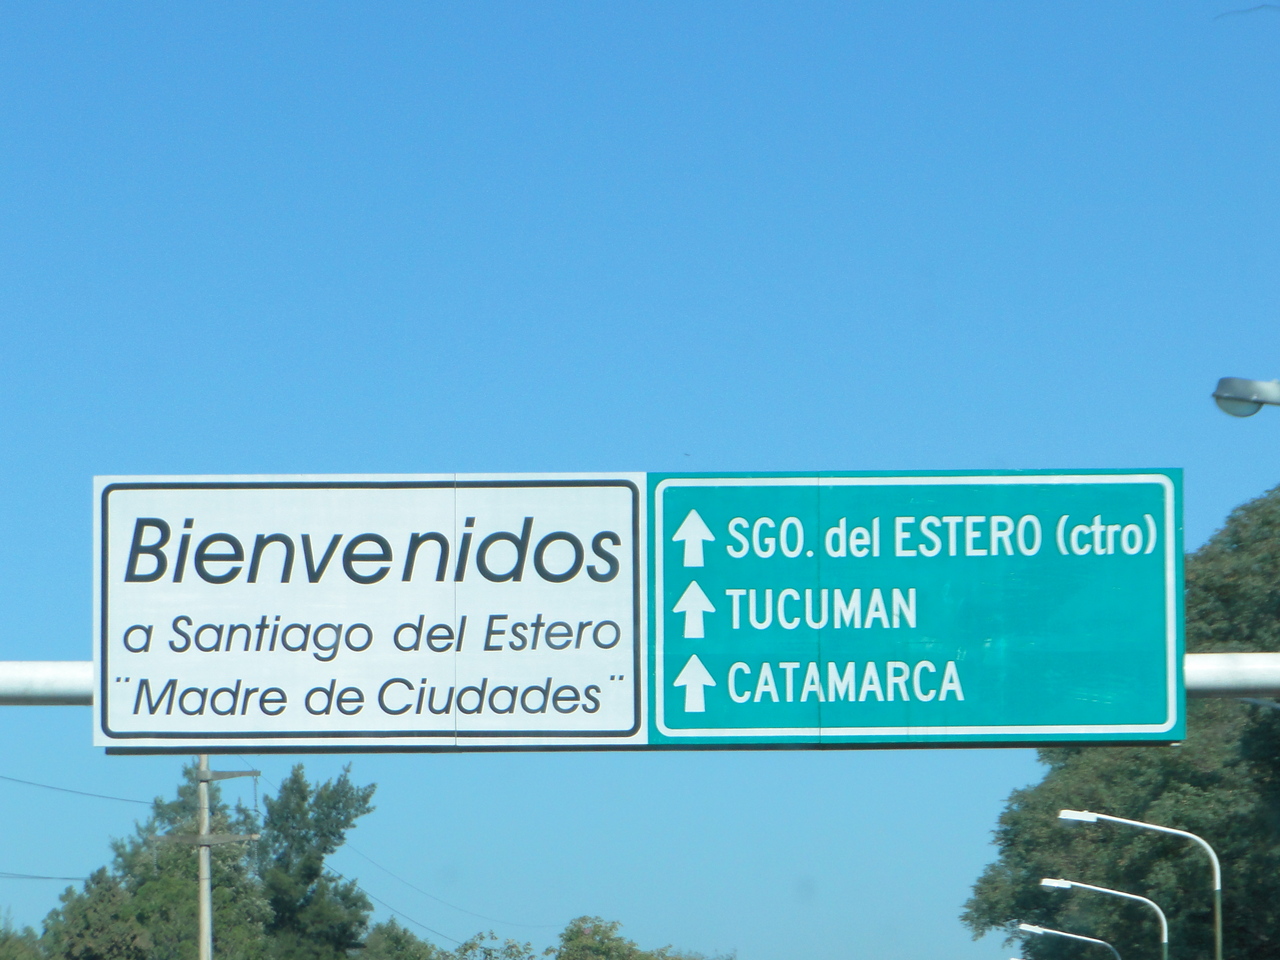 Bienvenidos
a Santiago del Estero
¨Madre de Ciudades¨
SGO. del ESTERO (ctro)
TUCUMAN
CATAMARCA